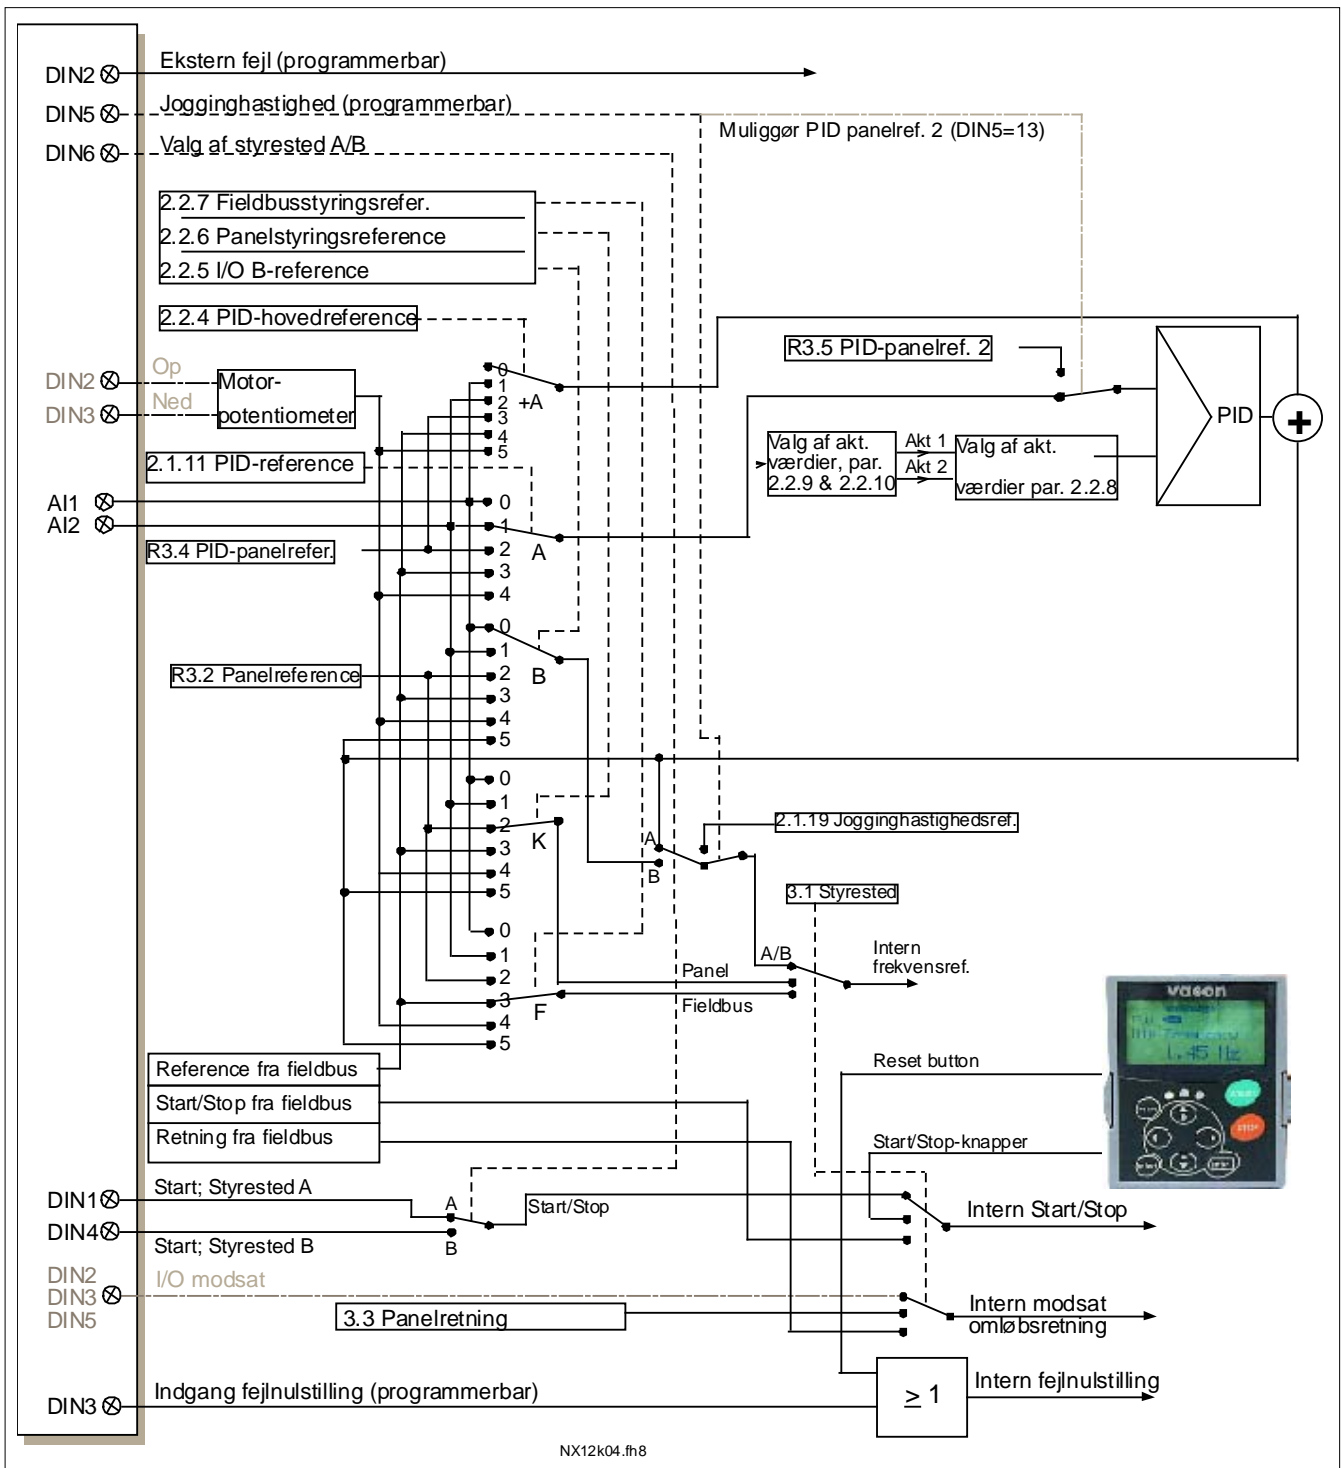 DIN2 Ekstern fejl (programmerbar)
DIN5 Jogginghastighed (programmerbar)
Muliggør PID panelref. 2 (DIN5=13)
DIN6 Valg af styrested A/B
2.2.7 Fieldbusstyringsrefer.
2.2.6 Panelstyringsreference
2.2.5 I/O B-reference
2.2.4 PID-hovedreference
R3.5 PID-panelref. 2
DIN2 Op
DIN3 Ned
Motor-
potentiometer
0
1
2
3
4
5
+A
PID
+
Valg af akt.
værdier, par.
2.2.9 & 2.2.10
Akt 1
Akt 2
Valg af akt.
værdier par. 2.2.8
2.1.11 PID-reference
AI1
AI2
R3.4 PID-panelrefer.
0
1
2
3
4
A
0
1
2
3
4
5
B
R3.2 Panelreference
0
1
2
3
4
5
K
A
B
2.1.19 Jogginghastighedsref.
3.1 Styrested
0
1
2
3
4
5
F
A/B
Panel
Fieldbus
Intern
frekvensref.
vacon
1.45 Hz
STOP
Reference fra fieldbus
Start/Stop fra fieldbus
Retning fra fieldbus
Reset button
Start/Stop-knapper
DIN1 Start; Styrested A
DIN4 Start; Styrested B
A
B
Start/Stop
Intern Start/Stop
DIN2
DIN3
DIN5
I/O modsat
3.3 Panelretning
Intern modsat
omløbsretning
DIN3 Indgang fejlnulstilling (programmerbar)
≥ 1
Intern fejlnulstilling
NX12k04.fh8